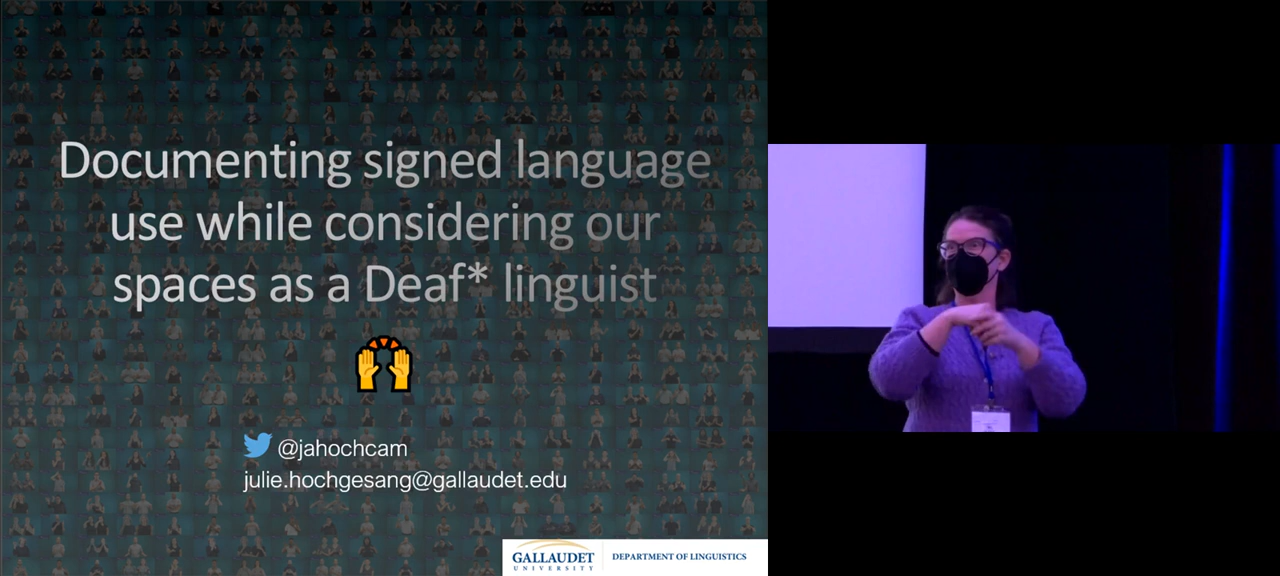 Documenting signed language
use while considering our
spaces as a Deaf* linguist
@jahochcam
julie.hochgesang@gallaudet.edu
GALLAUDET
UNIVERSITY
DEPARTMENT OF LINGUISTICS